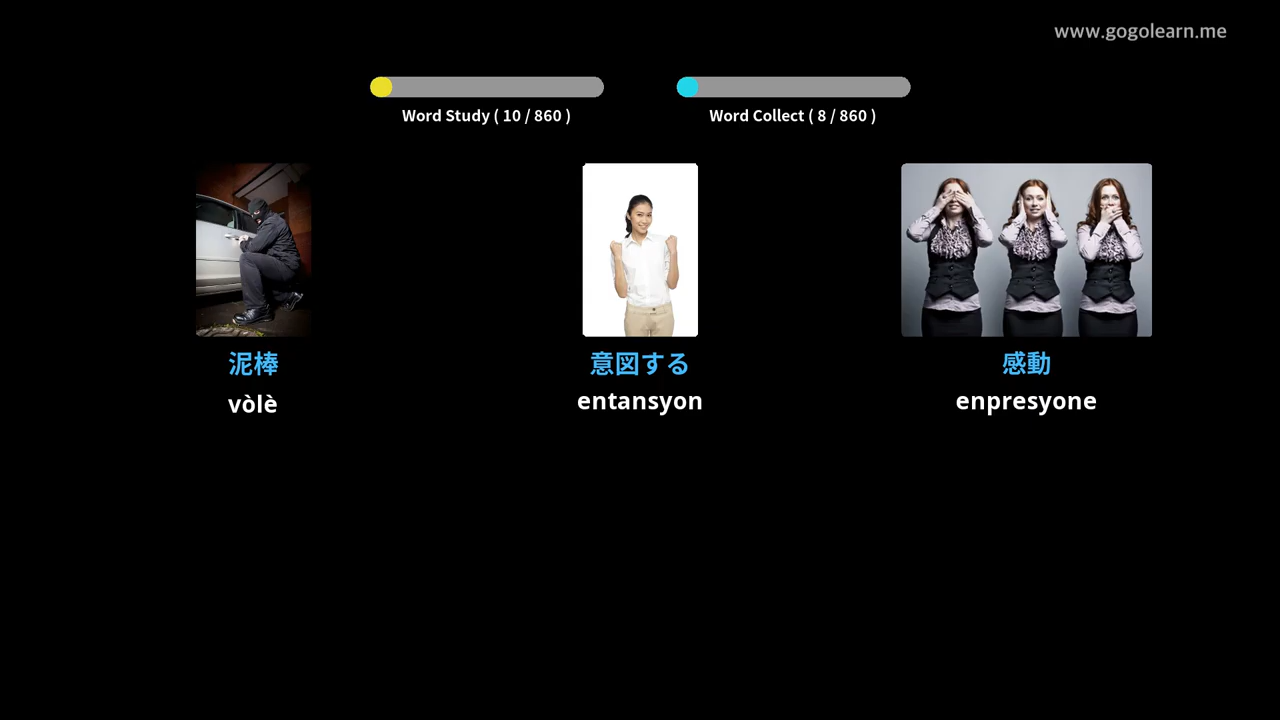 www.gogolearn.me
Word Study ( 10 / 860 )
Word Collect ( 8 / 860 )
泥棒
意図する
感動
vòlè
entansyon
enpresyone